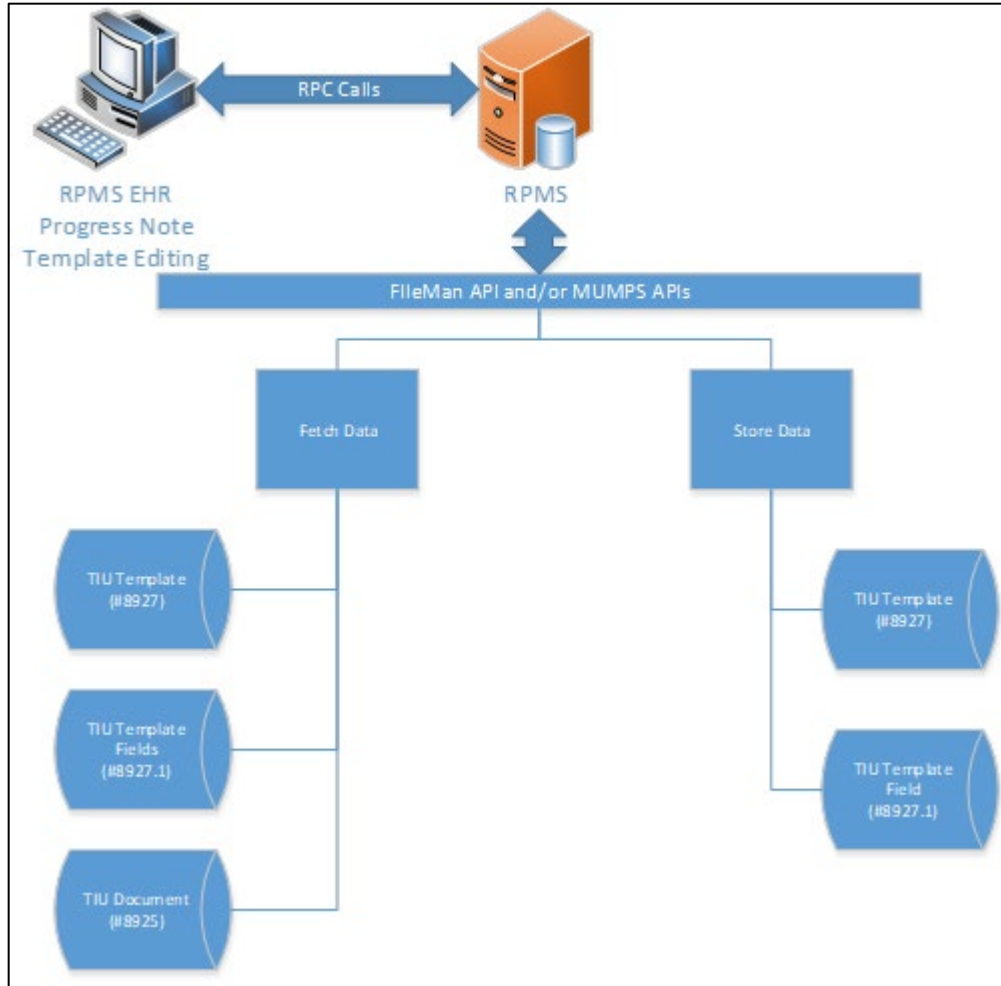 RPC Calls
RPMS EHR
Progress Note
Template Editing
RPMS
FileMan API and/or MUMPS APIs
Fetch Data
Store Data
TIU Template
(#8927)
TIU Template
Fields
(#8927.1)
TIU Document
(#8925)
TIU Template
(#8927)
TIU Template
Field
(#8927.1)